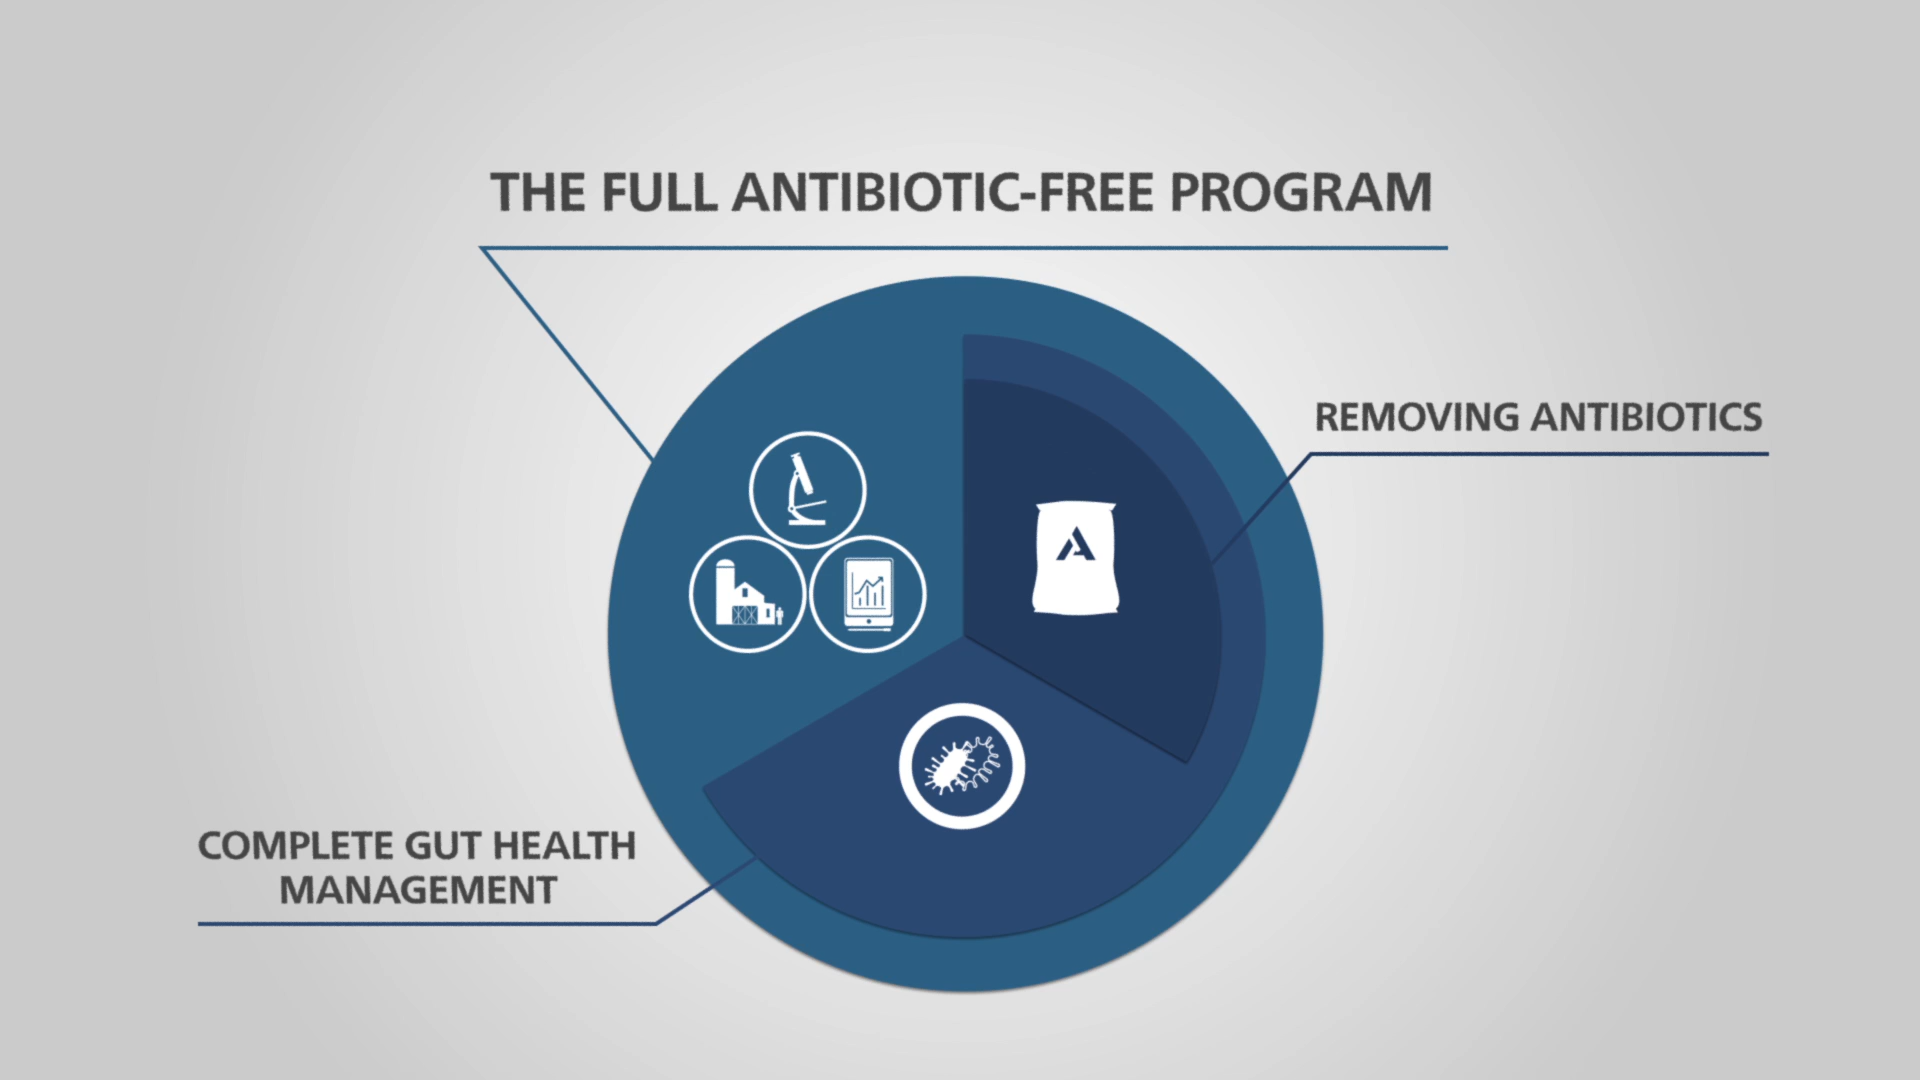 THE FULL ANTIBIOTIC-FREE PROGRAM
REMOVING ANTIBIOTICS
COMPLETE GUT HEALTH
MANAGEMENT